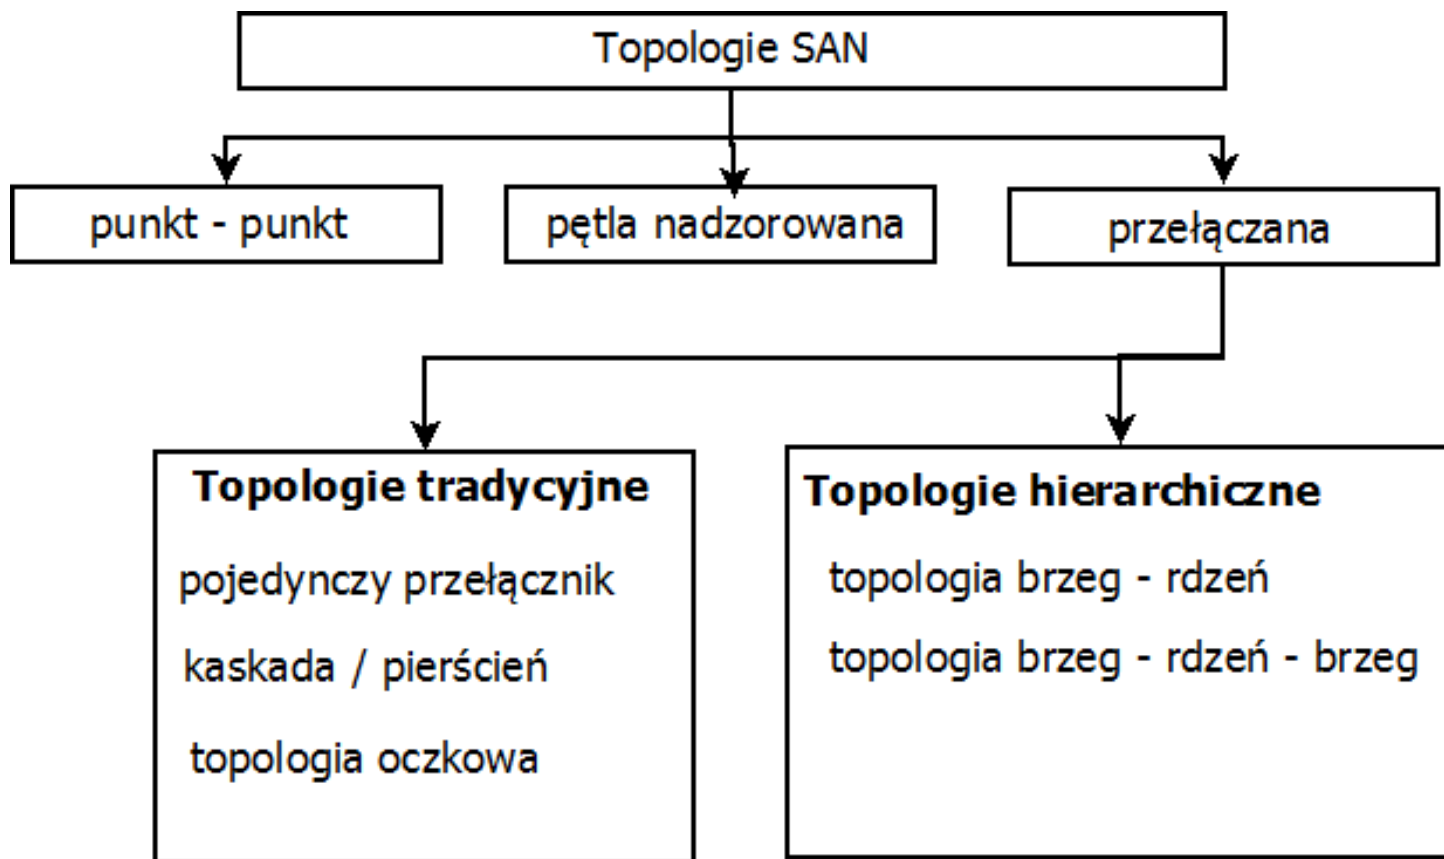 Topologie SAN
punkt - punkt
pętla nadzorowana
przełączana
Topologie tradycyjne
pojedynczy przełącznik
kaskada / pierścień
topologia oczkowa
Topologie hierarchiczne
topologia brzeg - rdzeń
topologia brzeg - rdzeń - brzeg